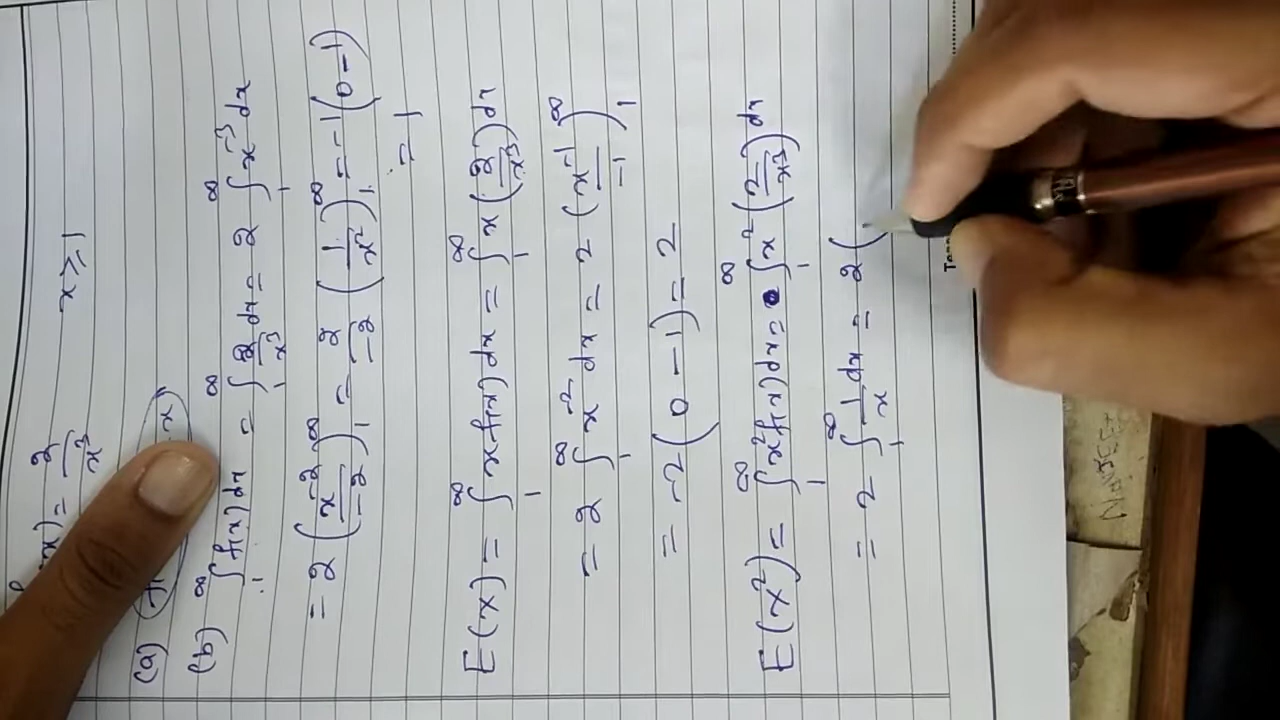 f(x) = 2/x³ x ≥ 1
(a)
(b) ∫₁^∞ f(x) dx = ∫₁^∞ 2/x³ dx = 2 ∫₁^∞ x⁻³ dx
= 2 (x⁻²/-2)₁^∞ = 2/-2 (1/x²)₁^∞ = -1(0-1)
= 1
E(x) = ∫₁^∞ x f(x) dx = ∫₁^∞ x (2/x³) dx
= 2 ∫₁^∞ x⁻² dx = 2 (x⁻¹/-1)₁^∞
= -2(0-1) = 2
E(x²) = ∫₁^∞ x² f(x) dx = ∫₁^∞ x² (2/x³) dx
= 2 ∫₁^∞ 1/x dx = 2(